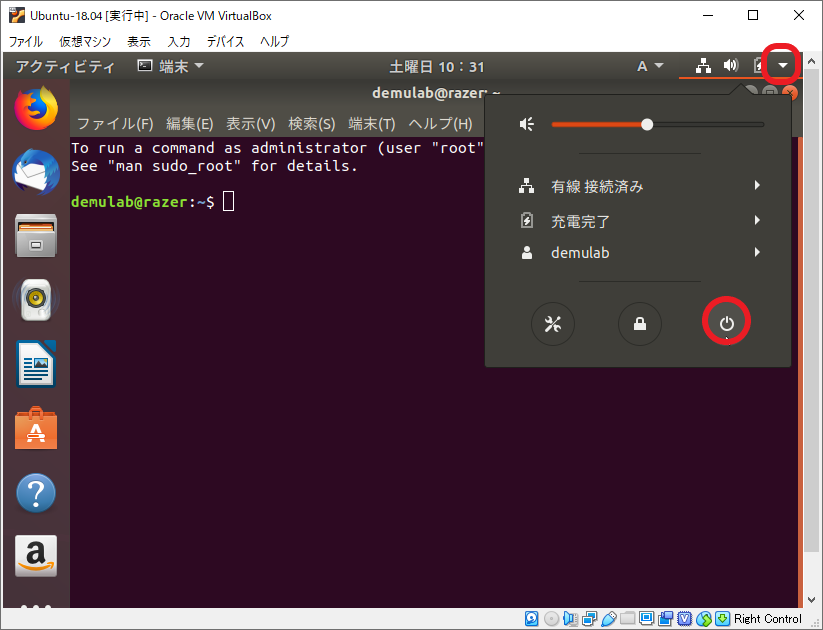 Ubuntu-18.04 [実行中] - Oracle VM VirtualBox
ファイル 仮想マシン 表示 入力 デバイス ヘルプ
アクティビティ 端末 土曜日 10：31 A
demulab@razer: ~
ファイル(F) 編集(E) 表示(V) 検索(S) 端末(T) ヘルプ(H)
To run a command as administrator (user "root"
See "man sudo_root" for details.
demulab@razer:~$
有線 接続済み
充電完了
demulab
Right Control